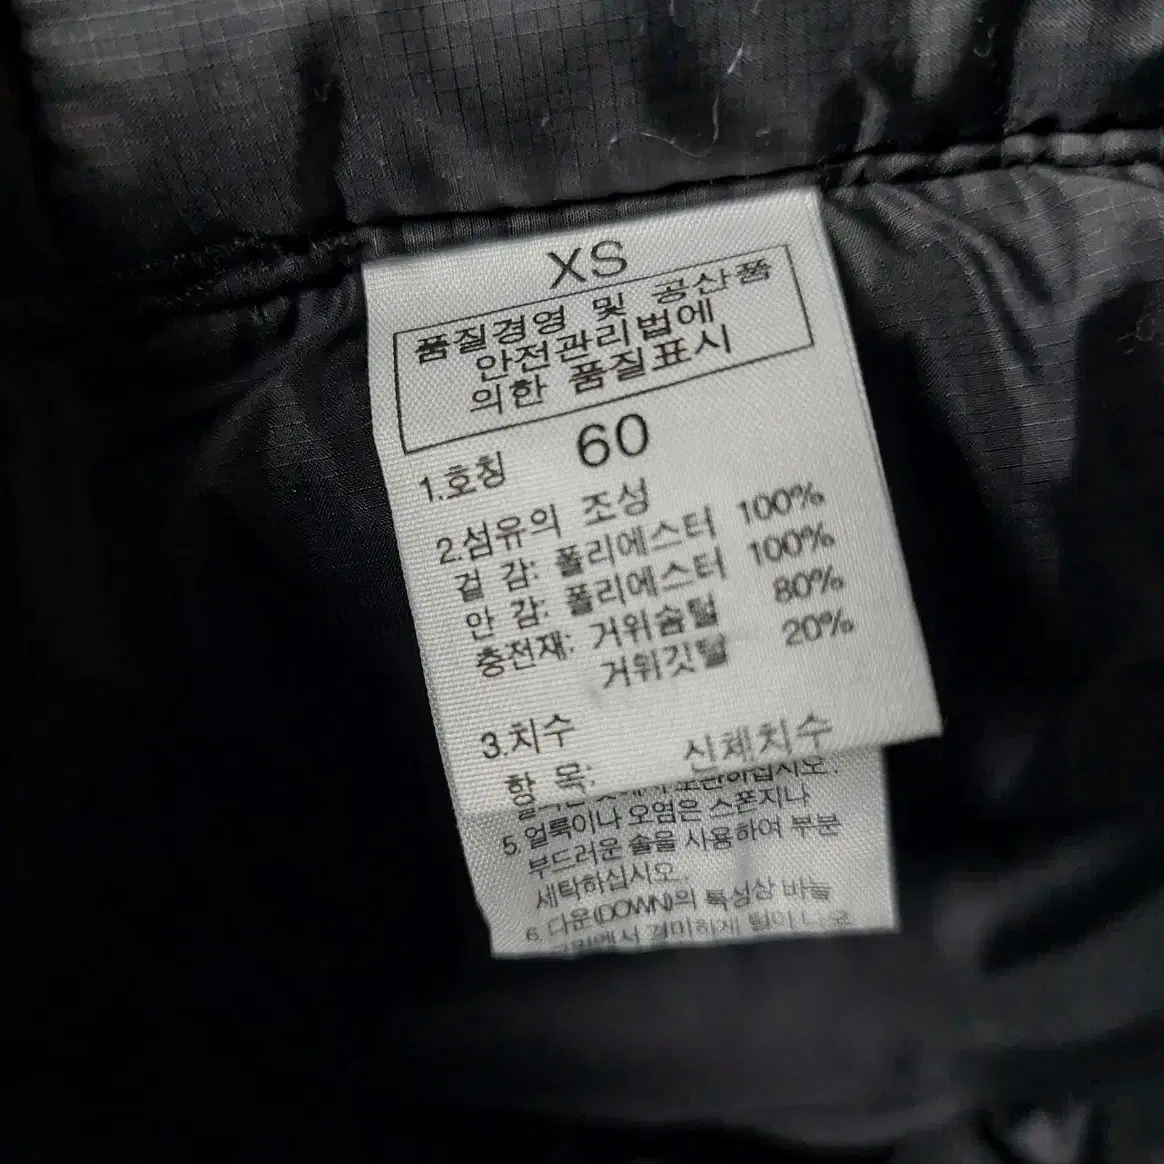 XS
품질경영 및 공산품
안전관리법에
의한 품질표시
1.호칭 60
2.섬유의 조성
겉 감: 폴리에스터 100%
안 감: 폴리에스터 100%
충전재: 거위솜털 80%
거위깃털 20%
3.치수
항 목: 신체치수
5.얼룩이나 오염은 스폰지나
부드러운 솔을 사용하여 부분
세탁하십시오.
6.다운(DOWN)의 특성상 바늘